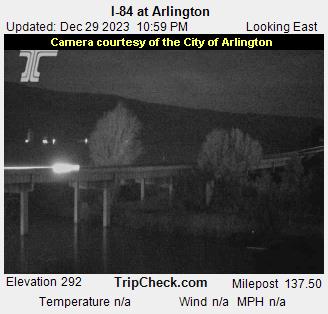 I-84 at Arlington
Updated: Dec 29 2023 10:59 PM Looking East
Camera courtesy of the City of Arlington
Elevation 292 TripCheck.com Milepost 137.50
Temperature n/a Wind n/a MPH n/a